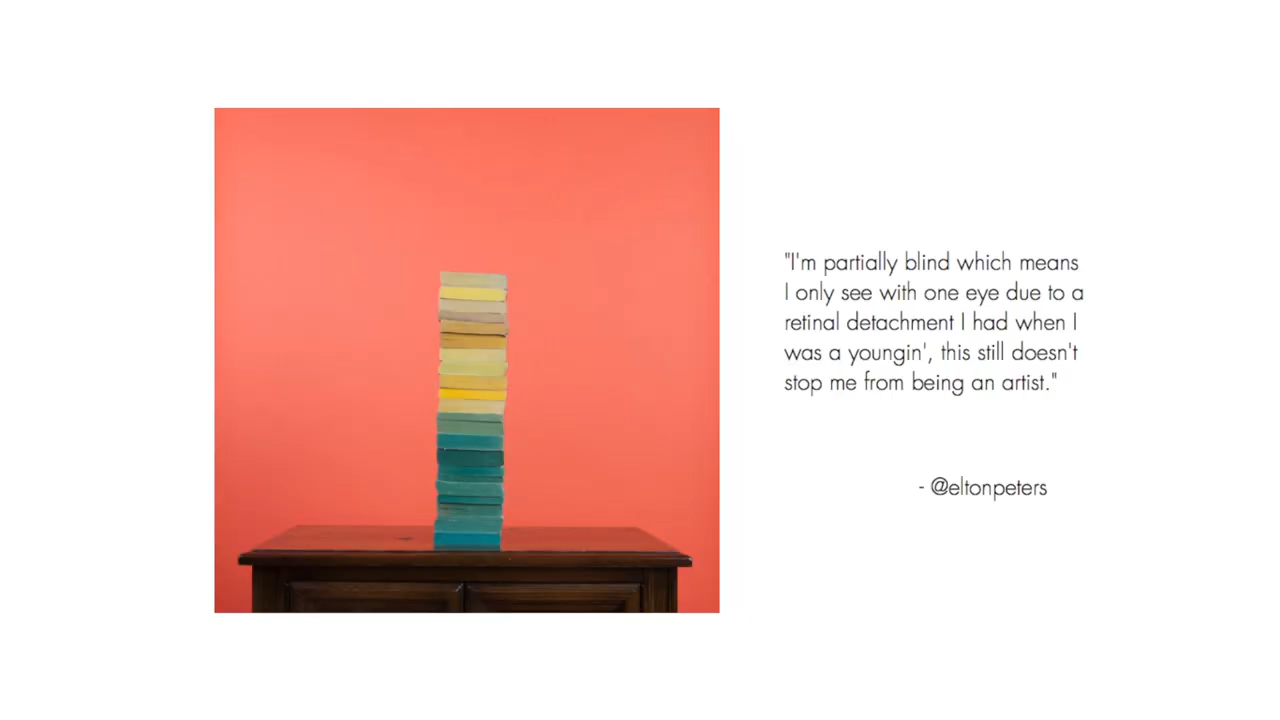 "I'm partially blind which means
I only see with one eye due to a
retinal detachment I had when I
was a youngin', this still doesn't
stop me from being an artist."
- @eltonpeters